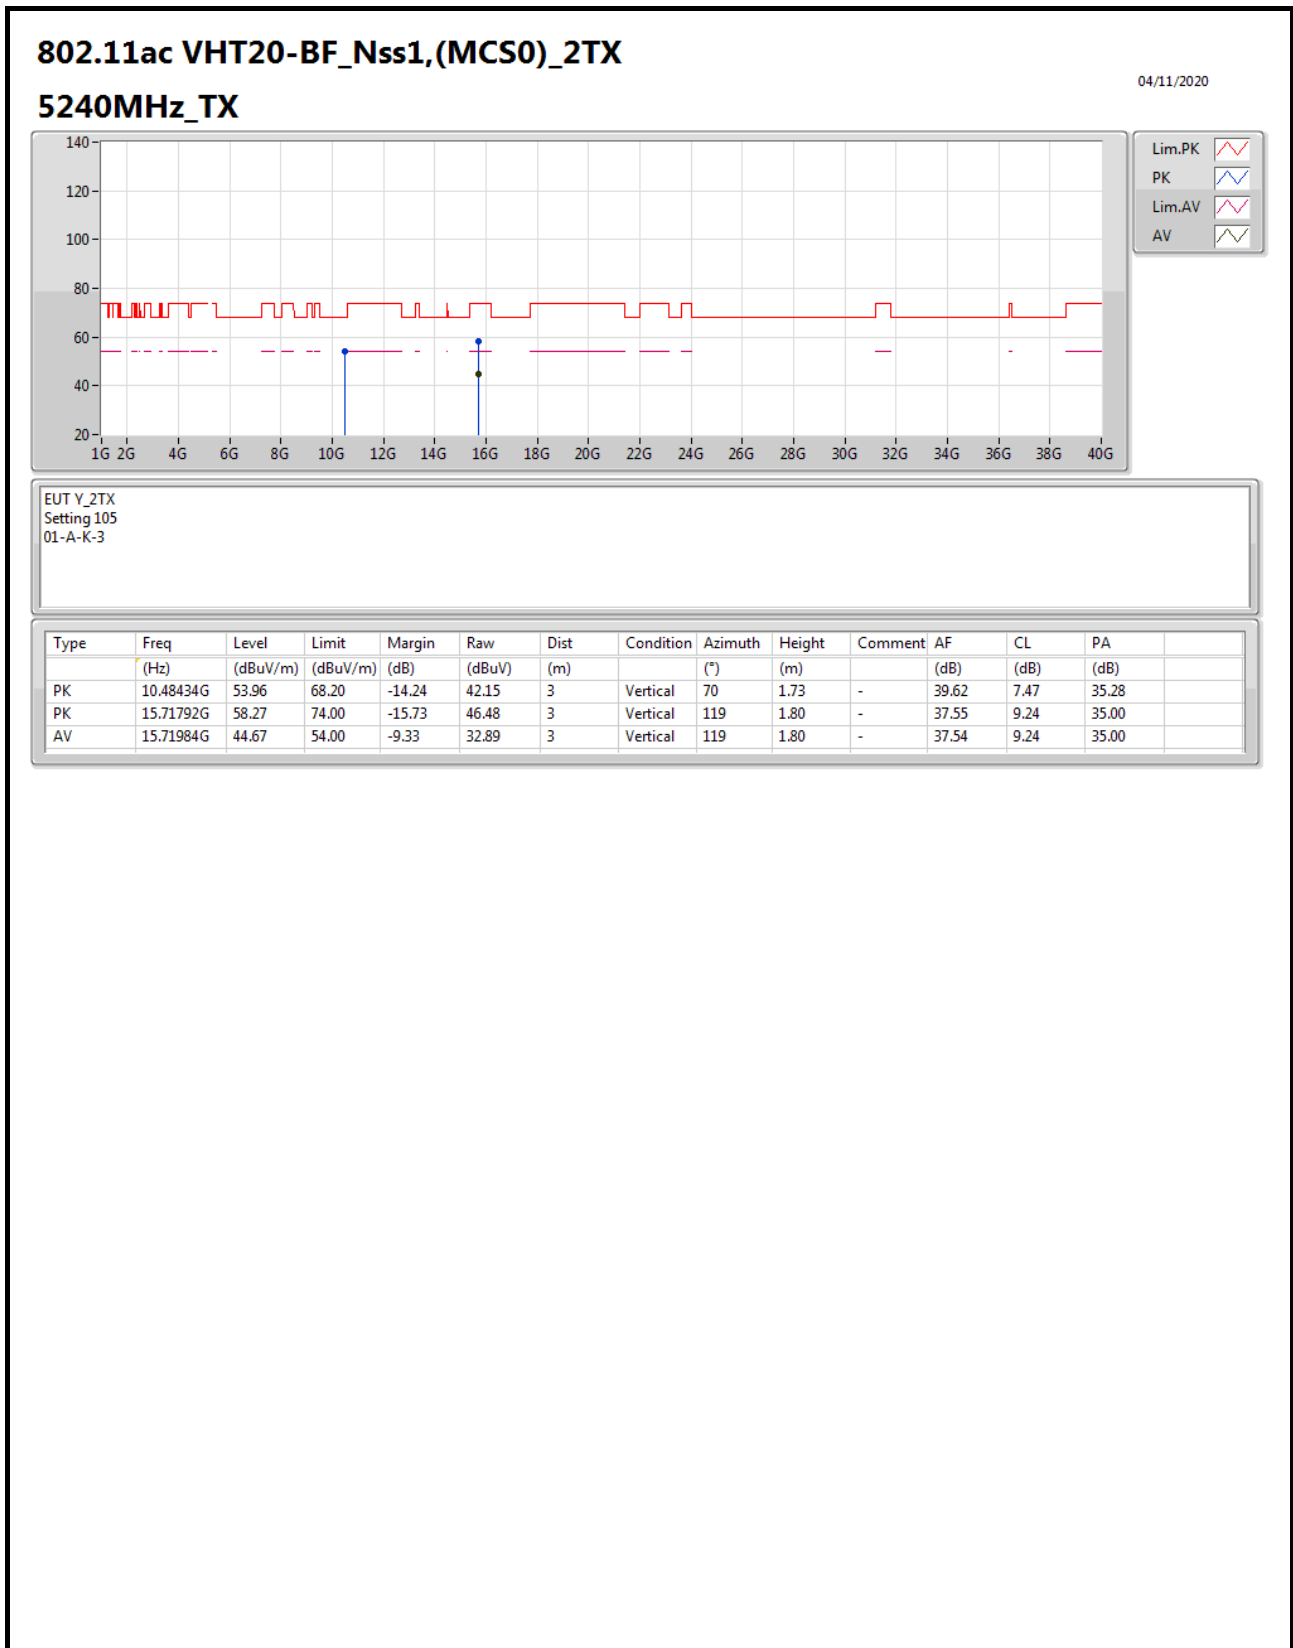 802.11ac VHT20-BF_Nss1,(MCS0)_2TX
04/11/2020
5240MHz_TX
140
120
100
80
60
40
20
1G 2G 4G 6G 8G 10G 12G 14G 16G 18G 20G 22G 24G 26G 28G 30G 32G 34G 36G 38G 40G
Lim.PK
PK
Lim.AV
AV
EUT Y_2TX
Setting 105
01-A-K-3
Type Freq Level Limit Margin Raw Dist Condition Azimuth Height Comment AF CL PA
(Hz) (dBuV/m) (dBuV/m) (dB) (dBuV) (m) (°) (m) (dB) (dB) (dB)
PK 10.48434G 53.96 68.20 -14.24 42.15 3 Vertical 70 1.73 - 39.62 7.47 35.28
PK 15.71792G 58.27 74.00 -15.73 46.48 3 Vertical 119 1.80 - 37.55 9.24 35.00
AV 15.71984G 44.67 54.00 -9.33 32.89 3 Vertical 119 1.80 - 37.54 9.24 35.00